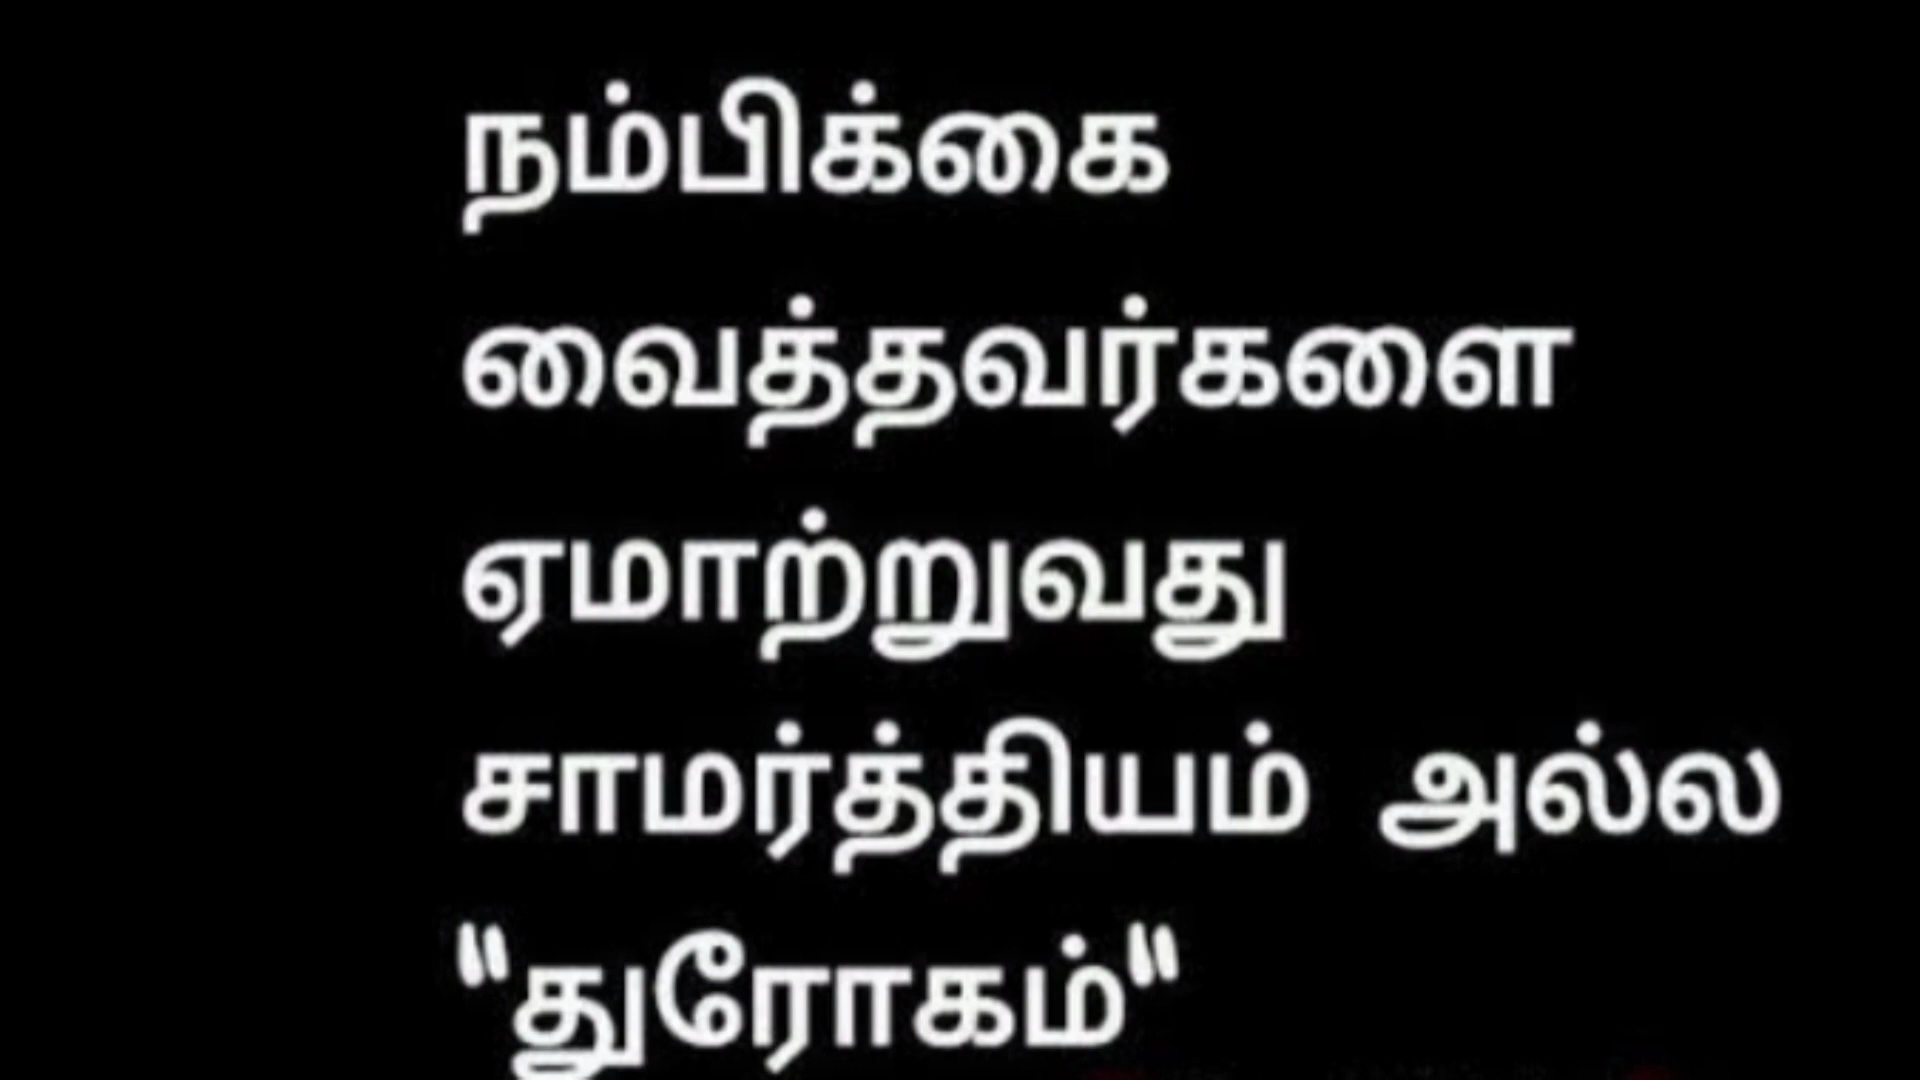 நம்பிக்கை
வைத்தவர்களை
ஏமாற்றுவது
சாமர்த்தியம் அல்ல
"துரோகம்"